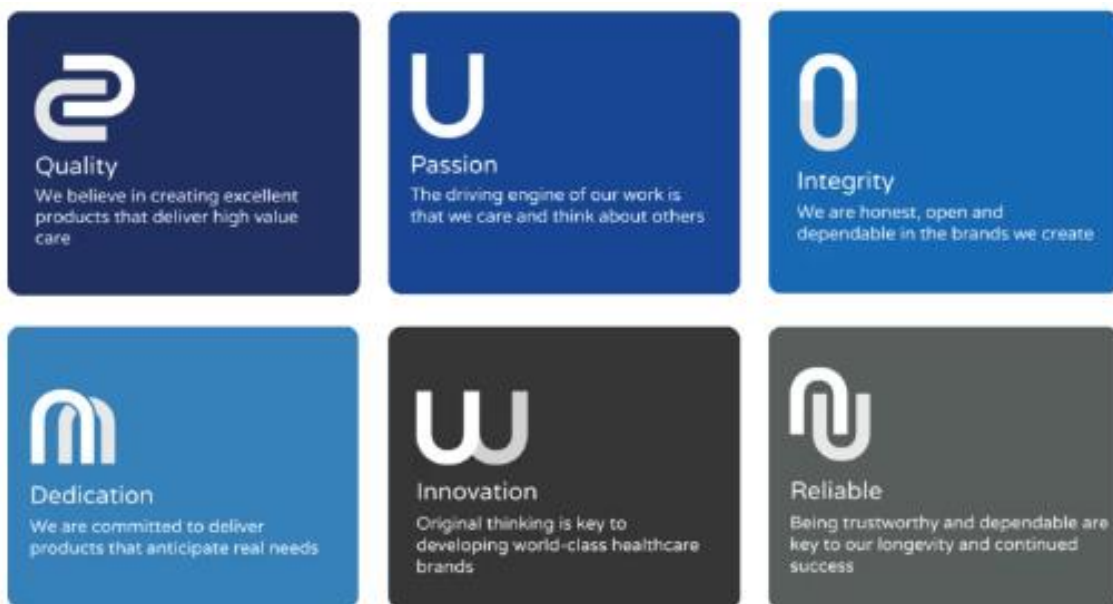 Quality
We believe in creating excellent
products that deliver high value
care
Passion
The driving engine of our work is
that we care and think about others
Integrity
We are honest, open and
dependable in the brands we create
Dedication
We are committed to deliver
products that anticipate real needs
Innovation
Original thinking is key to
developing world-class healthcare
brands
Reliable
Being trustworthy and dependable are
key to our longevity and continued
success